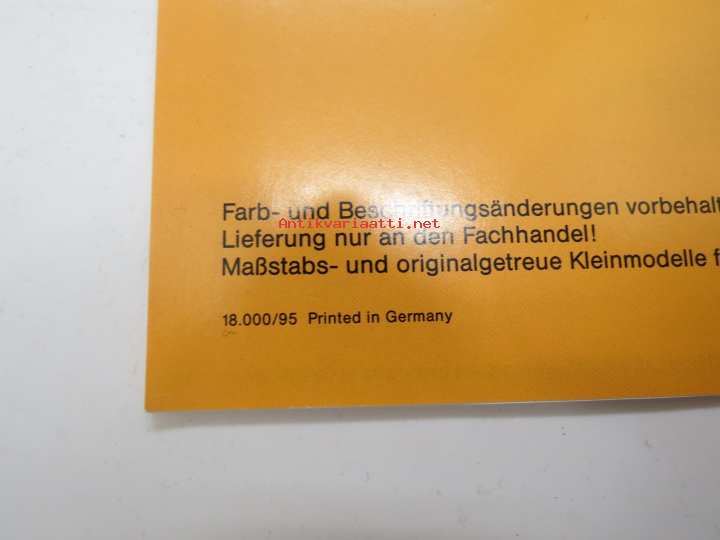 Farb- und Beschriftungsänderungen vorbehalt
Antikvariaatti.net
Lieferung nur an den Fachhandel!
Maßstabs- und originalgetreue Kleinmodelle f
18.000/95 Printed in Germany